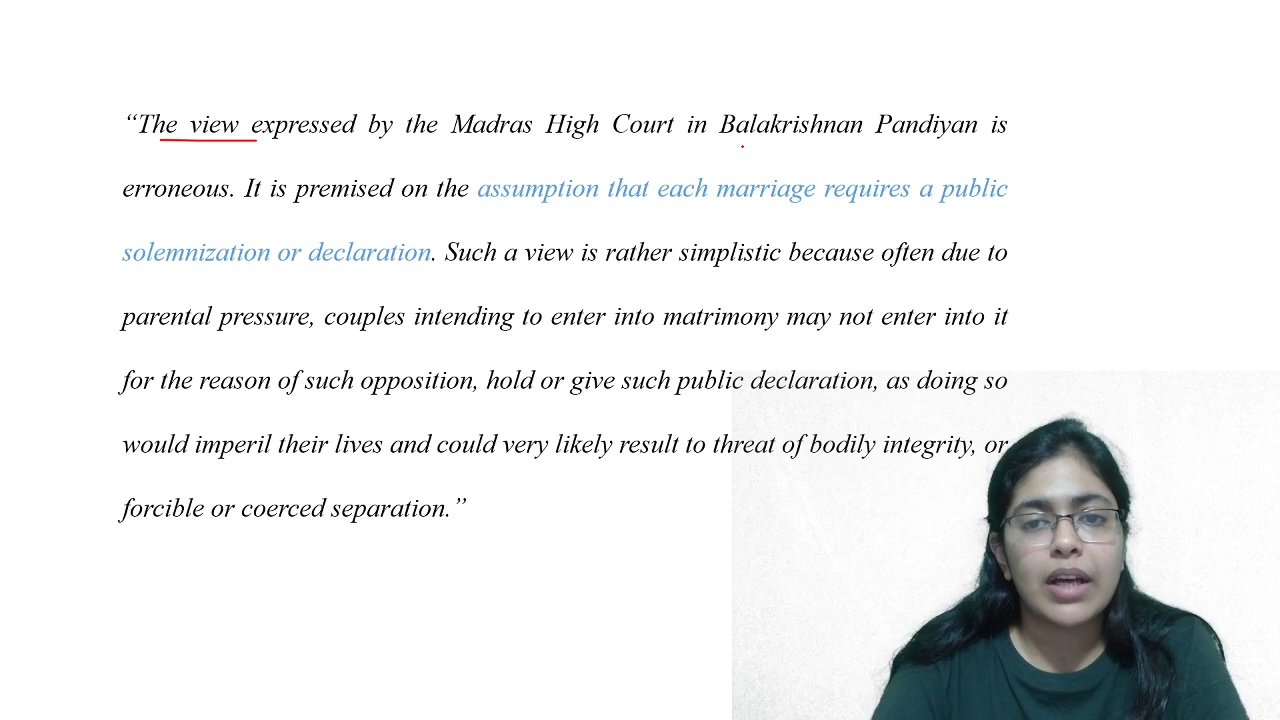 “The view expressed by the Madras High Court in Balakrishnan Pandiyan is
erroneous. It is premised on the assumption that each marriage requires a public
solemnization or declaration. Such a view is rather simplistic because often due to
parental pressure, couples intending to enter into matrimony may not enter into it
for the reason of such opposition, hold or give such public declaration, as doing so
would imperil their lives and could very likely result to threat of bodily integrity, or
forcible or coerced separation.”